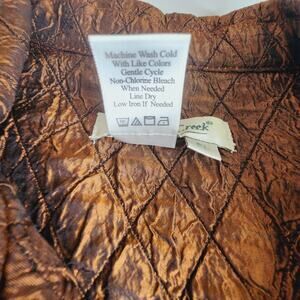 Machine Wash Cold
With Like Colors
Gentle Cycle
Non-Chlorine Bleach
When Needed
Line Dry
Low Iron If Needed
reek